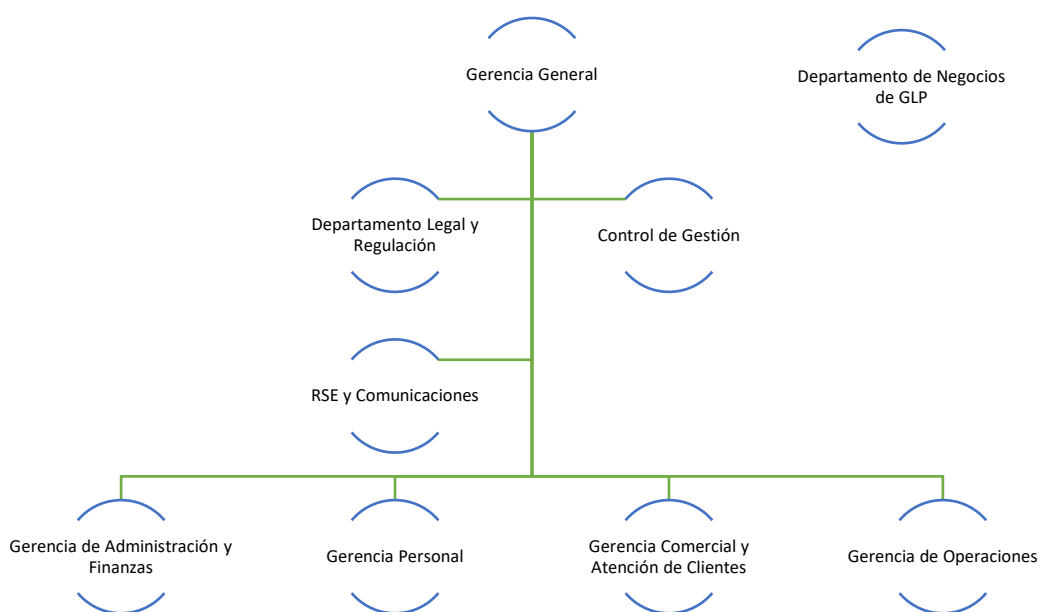 Gerencia General
Departamento de Negocios
de GLP
Departamento Legal y
Regulación
Control de Gestión
RSE y Comunicaciones
Gerencia de Administración y
Finanzas
Gerencia Personal
Gerencia Comercial y
Atención de Clientes
Gerencia de Operaciones